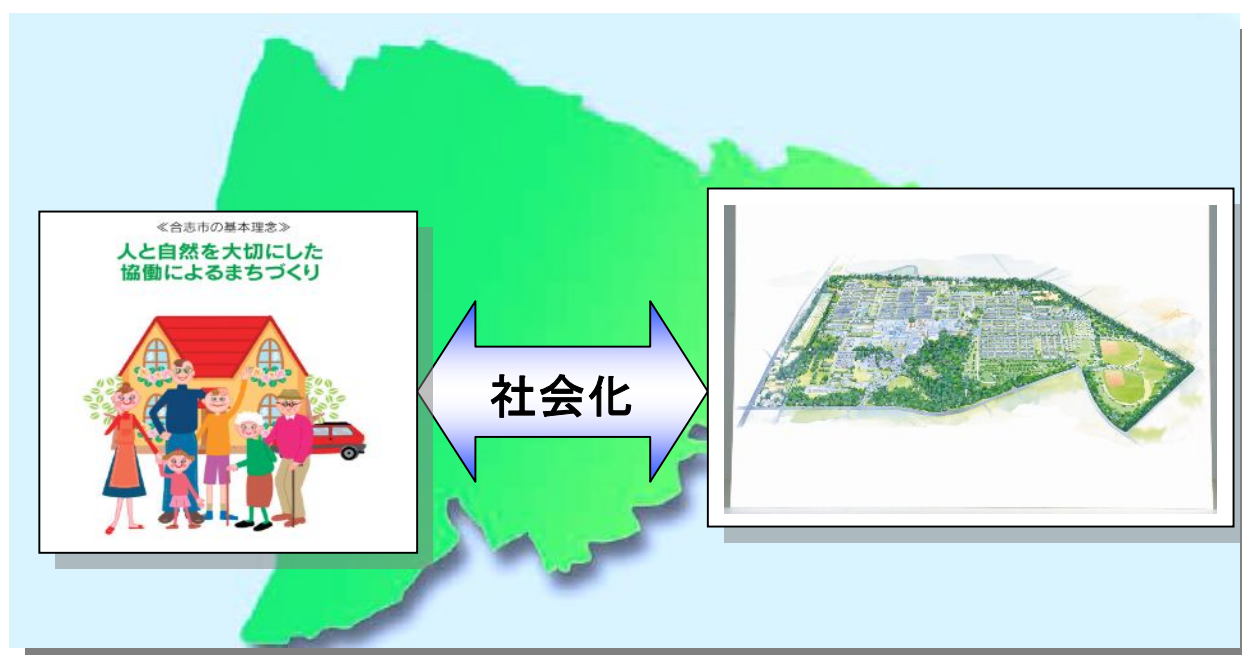 ≪合志市の基本理念≫
人と自然を大切にした
協働によるまちづくり
社会化